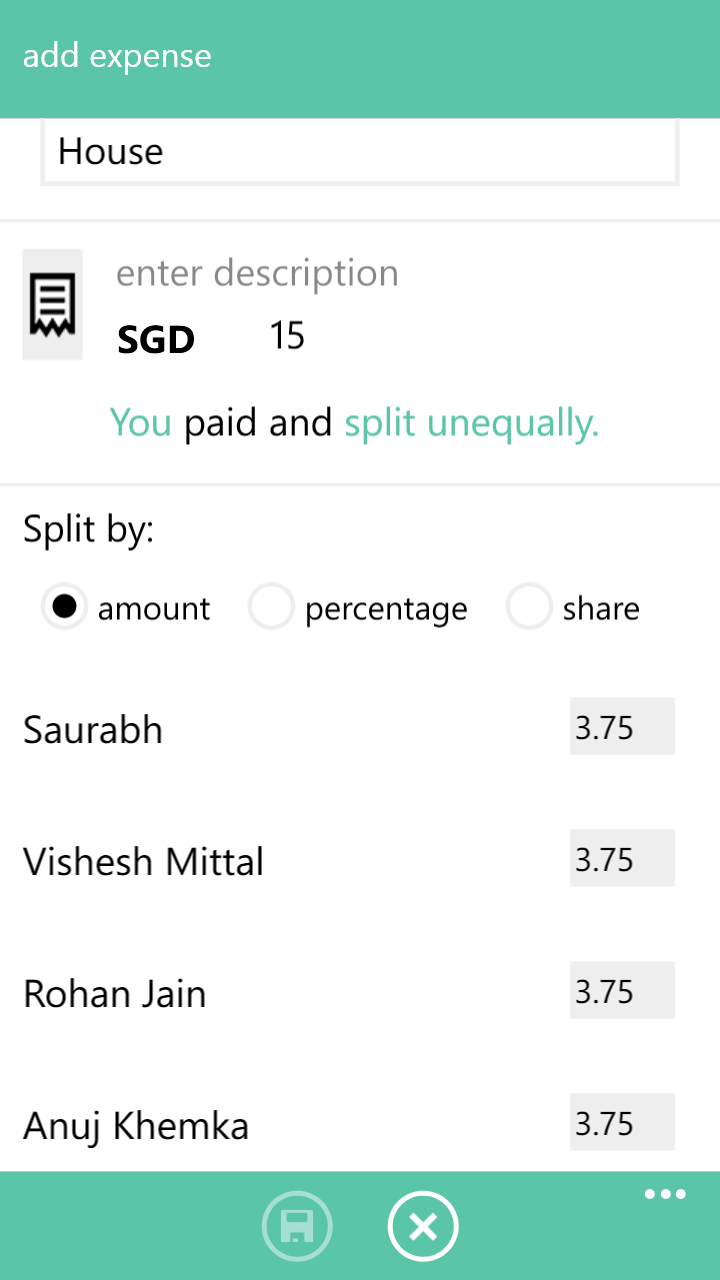 add expense
House
enter description
SGD 15
You paid and split unequally.
Split by:
amount percentage share
Saurabh 3.75
Vishesh Mittal 3.75
Rohan Jain 3.75
Anuj Khemka 3.75